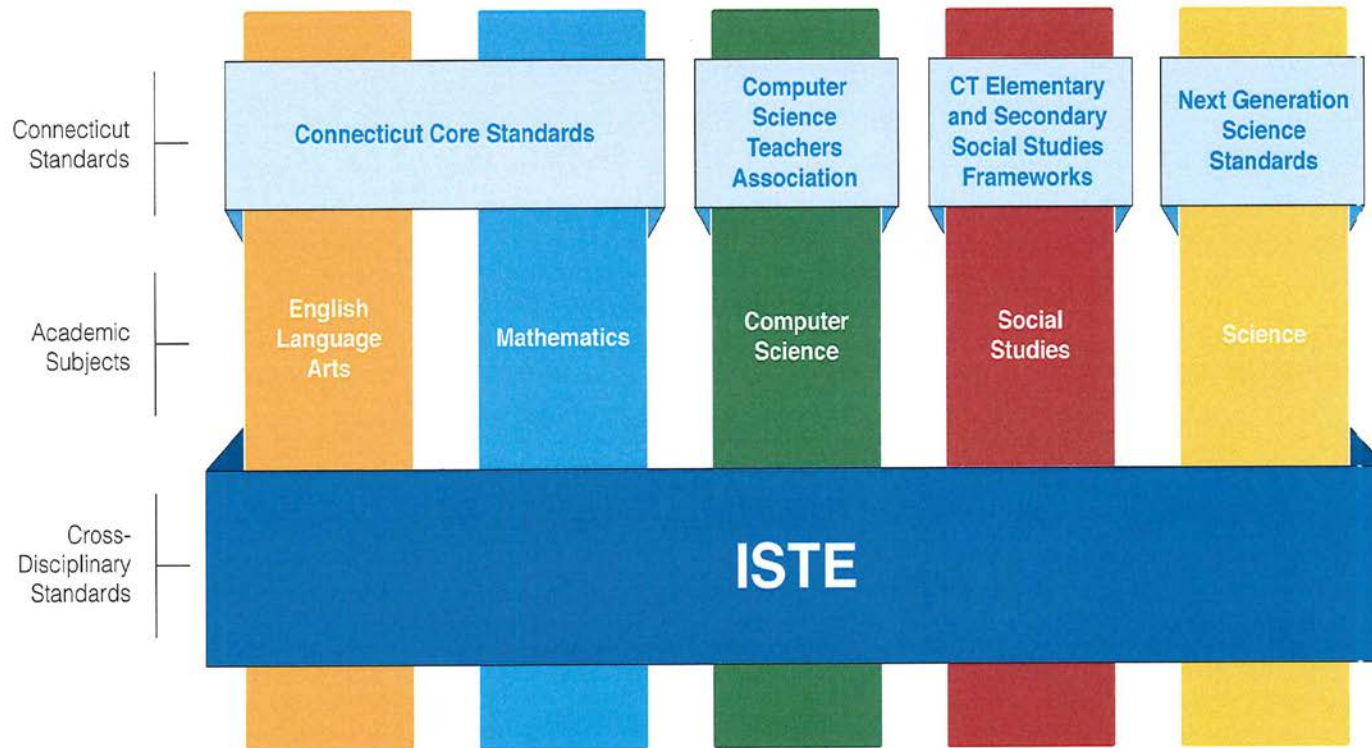 Connecticut
Standards
Connecticut Core Standards
Computer
Science
Teachers
Association
CT Elementary
and Secondary
Social Studies
Frameworks
Next Generation
Science
Standards
Academic
Subjects
English
Language
Arts
Mathematics
Computer
Science
Social
Studies
Science
Cross-
Disciplinary
Standards
ISTE